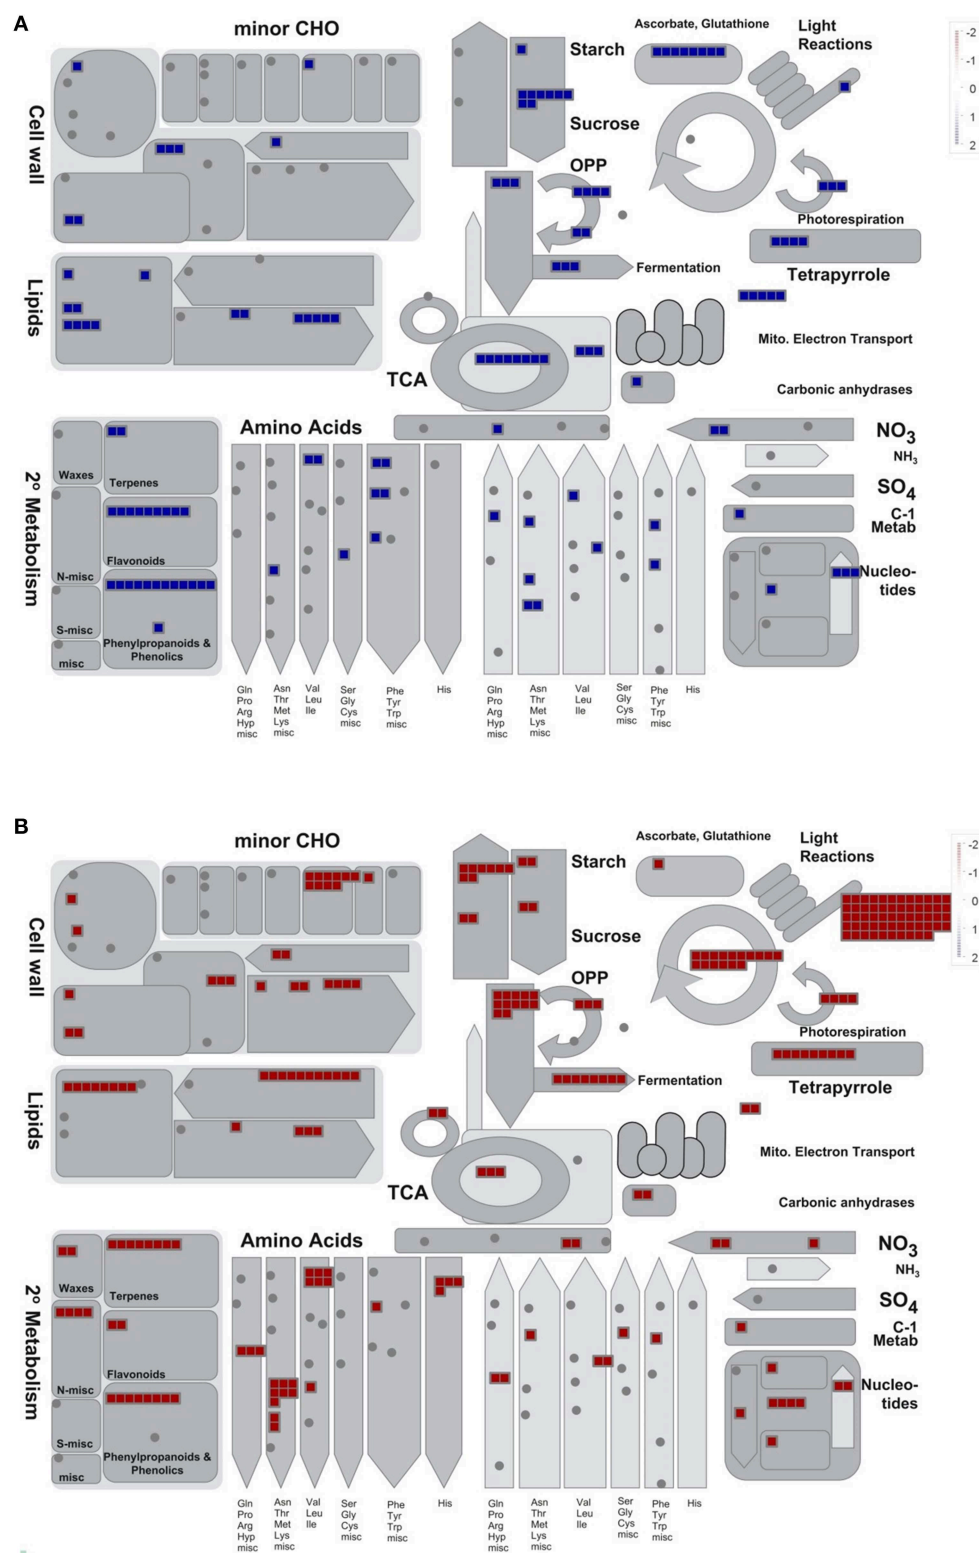 A
minor CHO
Ascorbate, Glutathione
Light
Reactions
-2
-1
0
1
2
Starch
Sucrose
Cell wall
OPP
Photorespiration
Fermentation
Tetrapyrrole
Lipids
Mito. Electron Transport
TCA
Carbonic anhydrases
Amino Acids
NO3
NH3
SO4
C-1
Metab
Nucleo-
tides
2º Metabolism
Waxes
Terpenes
Flavonoids
N-misc
S-misc
Phenylpropanoids &
Phenolics
misc
Gln
Pro
Arg
Hyp
misc
Asn
Thr
Met
Lys
misc
Val
Leu
Ile
Ser
Gly
Cys
misc
Phe
Tyr
Trp
misc
His
Gln
Pro
Arg
Hyp
misc
Asn
Thr
Met
Lys
misc
Val
Leu
Ile
Ser
Gly
Cys
misc
Phe
Tyr
Trp
misc
His
B
minor CHO
Ascorbate, Glutathione
Light
Reactions
-2
-1
0
1
2
Starch
Sucrose
Cell wall
OPP
Photorespiration
Fermentation
Tetrapyrrole
Lipids
Mito. Electron Transport
TCA
Carbonic anhydrases
Amino Acids
NO3
NH3
SO4
C-1
Metab
Nucleo-
tides
2º Metabolism
Waxes
Terpenes
Flavonoids
N-misc
S-misc
Phenylpropanoids &
Phenolics
misc
Gln
Pro
Arg
Hyp
misc
Asn
Thr
Met
Lys
misc
Val
Leu
Ile
Ser
Gly
Cys
misc
Phe
Tyr
Trp
misc
His
Gln
Pro
Arg
Hyp
misc
Asn
Thr
Met
Lys
misc
Val
Leu
Ile
Ser
Gly
Cys
misc
Phe
Tyr
Trp
misc
His